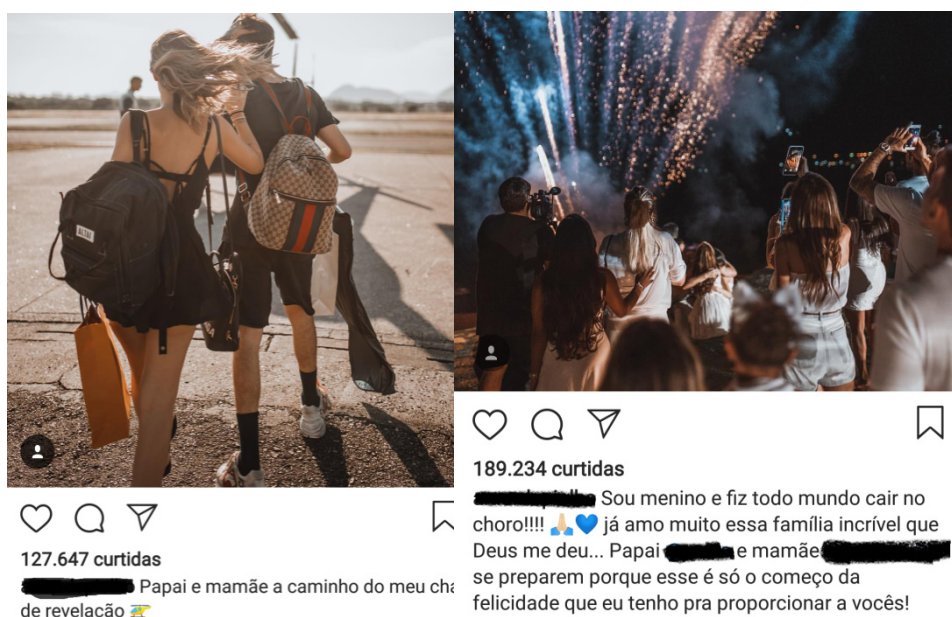 ALTAI
127.647 curtidas
Papai e mamãe a caminho do meu cha
de revelação
189.234 curtidas
Sou menino e fiz todo mundo cair no
choro!!!! 🙏🏻💙 já amo muito essa família incrível que
Deus me deu... Papai e mamãe
se preparem porque esse é só o começo da
felicidade que eu tenho pra proporcionar a vocês!